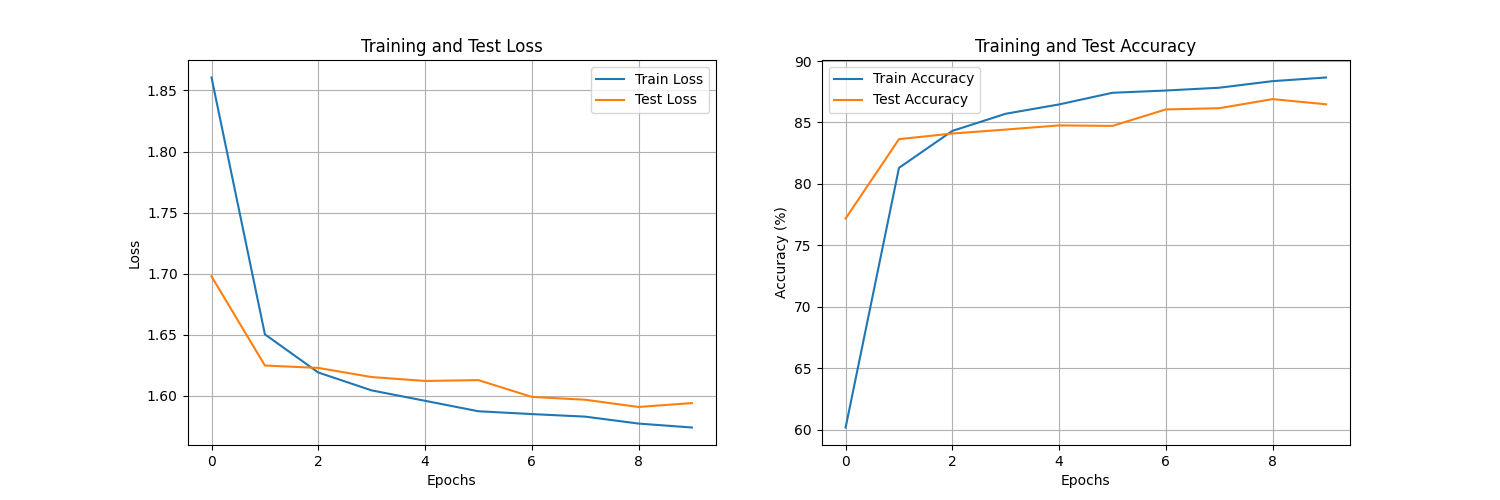 Training and Test Loss
Train Loss
Test Loss
1.85
1.80
1.75
1.70
1.65
1.60
Loss
0 2 4 6 8
Epochs
Training and Test Accuracy
Train Accuracy
Test Accuracy
90
85
80
75
70
65
60
Accuracy (%)
0 2 4 6 8
Epochs